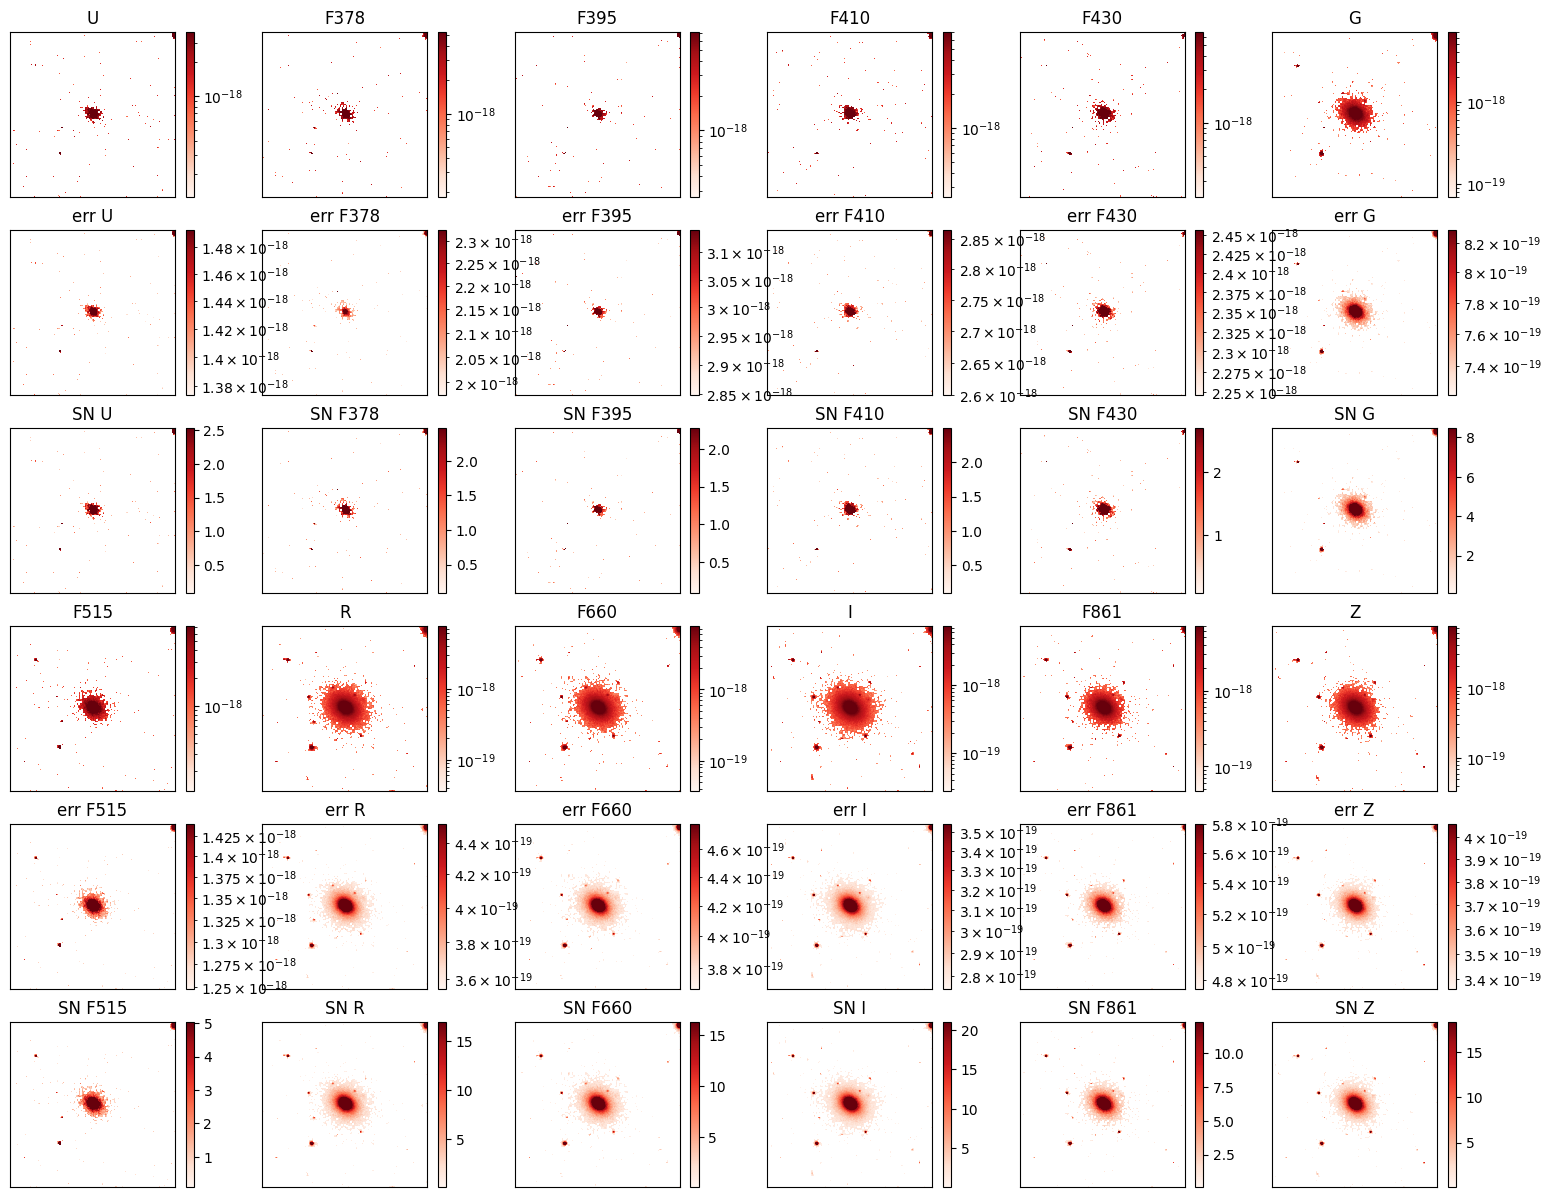 U F378 F395 F410 F430 G
10⁻¹⁸ 10⁻¹⁸ 10⁻¹⁸ 10⁻¹⁸ 10⁻¹⁸ 10⁻¹⁸
10⁻¹⁹
err U err F378 err F395 err F410 err F430 err G
1.48 × 10⁻¹⁸ 2.3 × 10⁻¹⁸ 3.1 × 10⁻¹⁸ 2.85 × 10⁻¹⁸ 2.45 × 10⁻¹⁸ 8.2 × 10⁻¹⁹
1.46 × 10⁻¹⁸ 2.25 × 10⁻¹⁸ 3.05 × 10⁻¹⁸ 2.8 × 10⁻¹⁸ 2.425 × 10⁻¹⁸ 8 × 10⁻¹⁹
1.44 × 10⁻¹⁸ 2.2 × 10⁻¹⁸ 3 × 10⁻¹⁸ 2.75 × 10⁻¹⁸ 2.4 × 10⁻¹⁸ 7.8 × 10⁻¹⁹
1.42 × 10⁻¹⁸ 2.15 × 10⁻¹⁸ 2.95 × 10⁻¹⁸ 2.7 × 10⁻¹⁸ 2.375 × 10⁻¹⁸ 7.6 × 10⁻¹⁹
1.4 × 10⁻¹⁸ 2.1 × 10⁻¹⁸ 2.9 × 10⁻¹⁸ 2.65 × 10⁻¹⁸ 2.35 × 10⁻¹⁸ 7.4 × 10⁻¹⁹
1.38 × 10⁻¹⁸ 2.05 × 10⁻¹⁸ 2.85 × 10⁻¹⁸ 2.6 × 10⁻¹⁸ 2.325 × 10⁻¹⁸
2 × 10⁻¹⁸ 2.3 × 10⁻¹⁸
2.275 × 10⁻¹⁸
2.25 × 10⁻¹⁸
SN U SN F378 SN F395 SN F410 SN F430 SN G
2.5 2.0 2.0 2.0 2 8
2.0 1.5 1.5 1.5 1 6
1.5 1.0 1.0 1.0 4
1.0 0.5 0.5 0.5 2
0.5
F515 R F660 I F861 Z
10⁻¹⁸ 10⁻¹⁸ 10⁻¹⁸ 10⁻¹⁸ 10⁻¹⁸ 10⁻¹⁸
10⁻¹⁹ 10⁻¹⁹ 10⁻¹⁹ 10⁻¹⁹ 10⁻¹⁹
err F515 err R err F660 err I err F861 err Z
1.425 × 10⁻¹⁸ 4.4 × 10⁻¹⁹ 4.6 × 10⁻¹⁹ 3.5 × 10⁻¹⁹ 5.8 × 10⁻¹⁹ 4 × 10⁻¹⁹
1.4 × 10⁻¹⁸ 4.2 × 10⁻¹⁹ 4.4 × 10⁻¹⁹ 3.4 × 10⁻¹⁹ 5.6 × 10⁻¹⁹ 3.9 × 10⁻¹⁹
1.375 × 10⁻¹⁸ 4 × 10⁻¹⁹ 4.2 × 10⁻¹⁹ 3.3 × 10⁻¹⁹ 5.4 × 10⁻¹⁹ 3.8 × 10⁻¹⁹
1.35 × 10⁻¹⁸ 3.8 × 10⁻¹⁹ 4 × 10⁻¹⁹ 3.2 × 10⁻¹⁹ 5.2 × 10⁻¹⁹ 3.7 × 10⁻¹⁹
1.325 × 10⁻¹⁸ 3.6 × 10⁻¹⁹ 3.8 × 10⁻¹⁹ 3.1 × 10⁻¹⁹ 5 × 10⁻¹⁹ 3.6 × 10⁻¹⁹
1.3 × 10⁻¹⁸ 3 × 10⁻¹⁹ 4.8 × 10⁻¹⁹ 3.5 × 10⁻¹⁹
1.275 × 10⁻¹⁸ 2.9 × 10⁻¹⁹ 3.4 × 10⁻¹⁹
1.25 × 10⁻¹⁸ 2.8 × 10⁻¹⁹
SN F515 SN R SN F660 SN I SN F861 SN Z
5 15 15 20 10.0 15
4 10 10 15 7.5 10
3 5 5 10 5.0 5
2 5 2.5
1